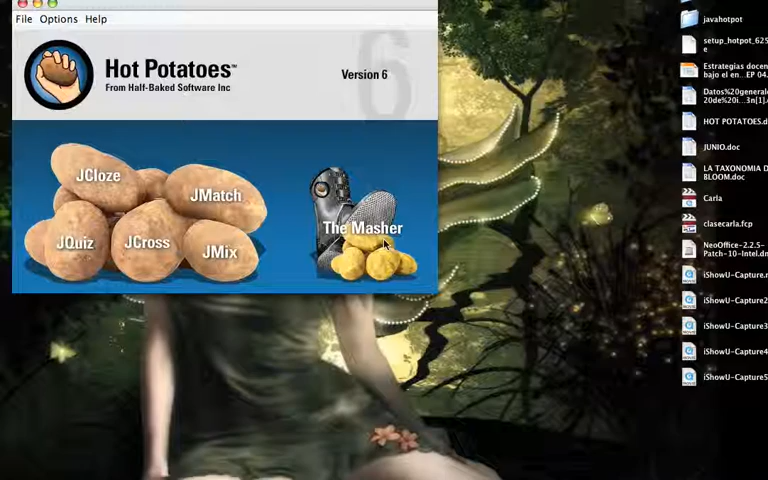 File Options Help
Hot Potatoes™
From Half-Baked Software Inc
Version 6
6
JCloze
JMatch
JQuiz
JCross
JMix
The Masher
javahotpot
setup_hotpot_625
e
Estrategias docen
bajo el en...EP 04.
Datos%20general
20de%20i...3n[1].
HOT POTATOES.d
JUNIO.doc
LA TAXONOMIA D
BLOOM.doc
Carla
clasecarla.fcp
NeoOffice-2.2.5-
Patch-10-Intel.dn
iShowU-Capture.
iShowU-Capture2
iShowU-Capture3
iShowU-Capture4
iShowU-Capture5